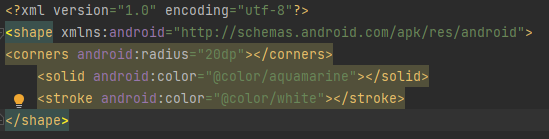 <?xml version="1.0" encoding="utf-8"?>
<shape xmlns:android="http://schemas.android.com/apk/res/android">
<corners android:radius="20dp"></corners>
    <solid android:color="@color/aquamarine"></solid>
    <stroke android:color="@color/white"></stroke>
</shape>